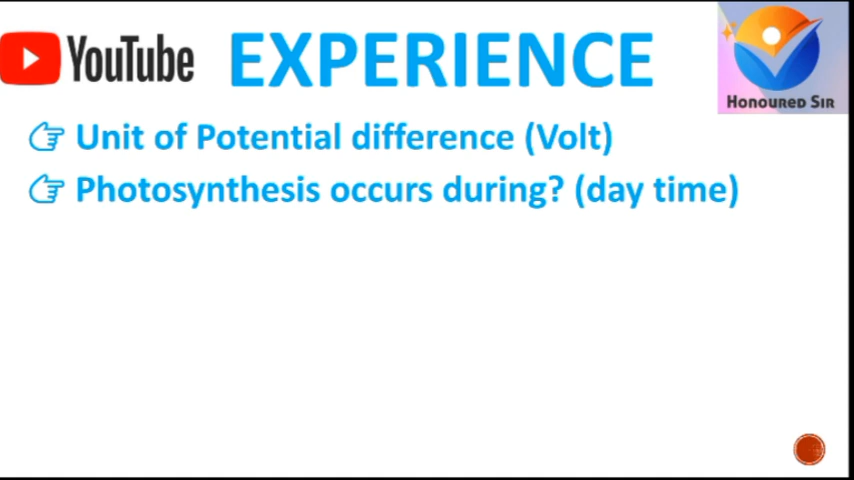 YouTube EXPERIENCE
HONOURED SIR
Unit of Potential difference (Volt)
Photosynthesis occurs during? (day time)